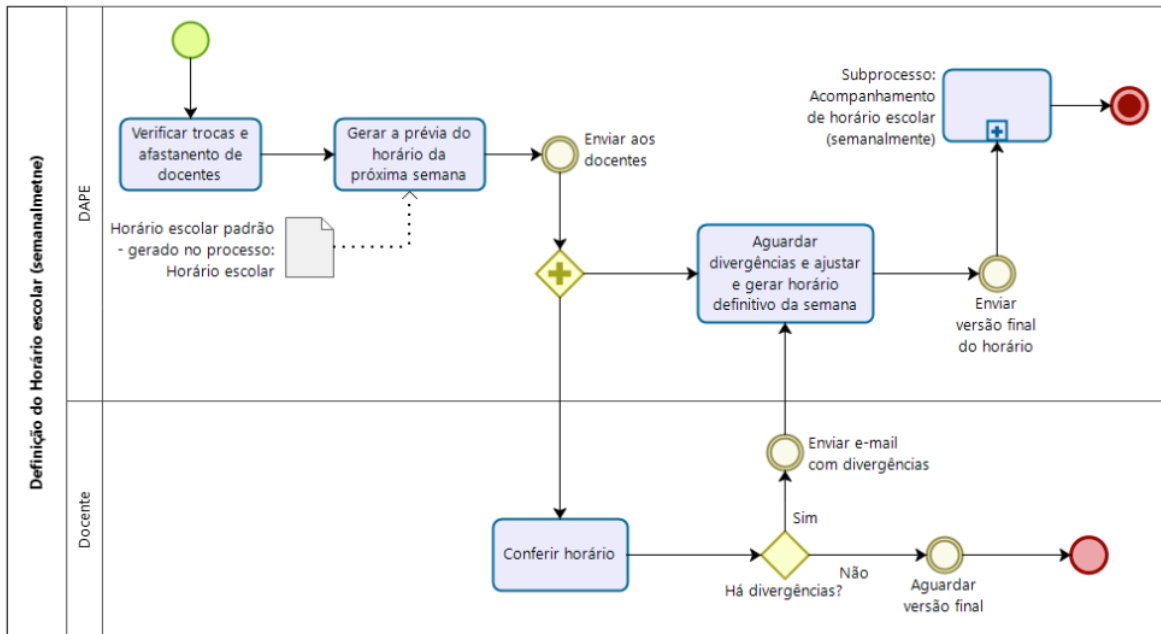 Definição do Horário escolar (semanalmetne)
DAPE
Verificar trocas e
afastanento de
docentes
Gerar a prévia do
horário da
próxima semana
Enviar aos
docentes
Subprocesso:
Acompanhamento
de horário escolar
(semanalmente)
Horário escolar padrão
- gerado no processo:
Horário escolar
Aguardar
divergências e ajustar
e gerar horário
definitivo da semana
Enviar
versão final
do horário
Docente
Enviar e-mail
com divergências
Sim
Conferir horário
Há divergências?
Não
Aguardar
versão final